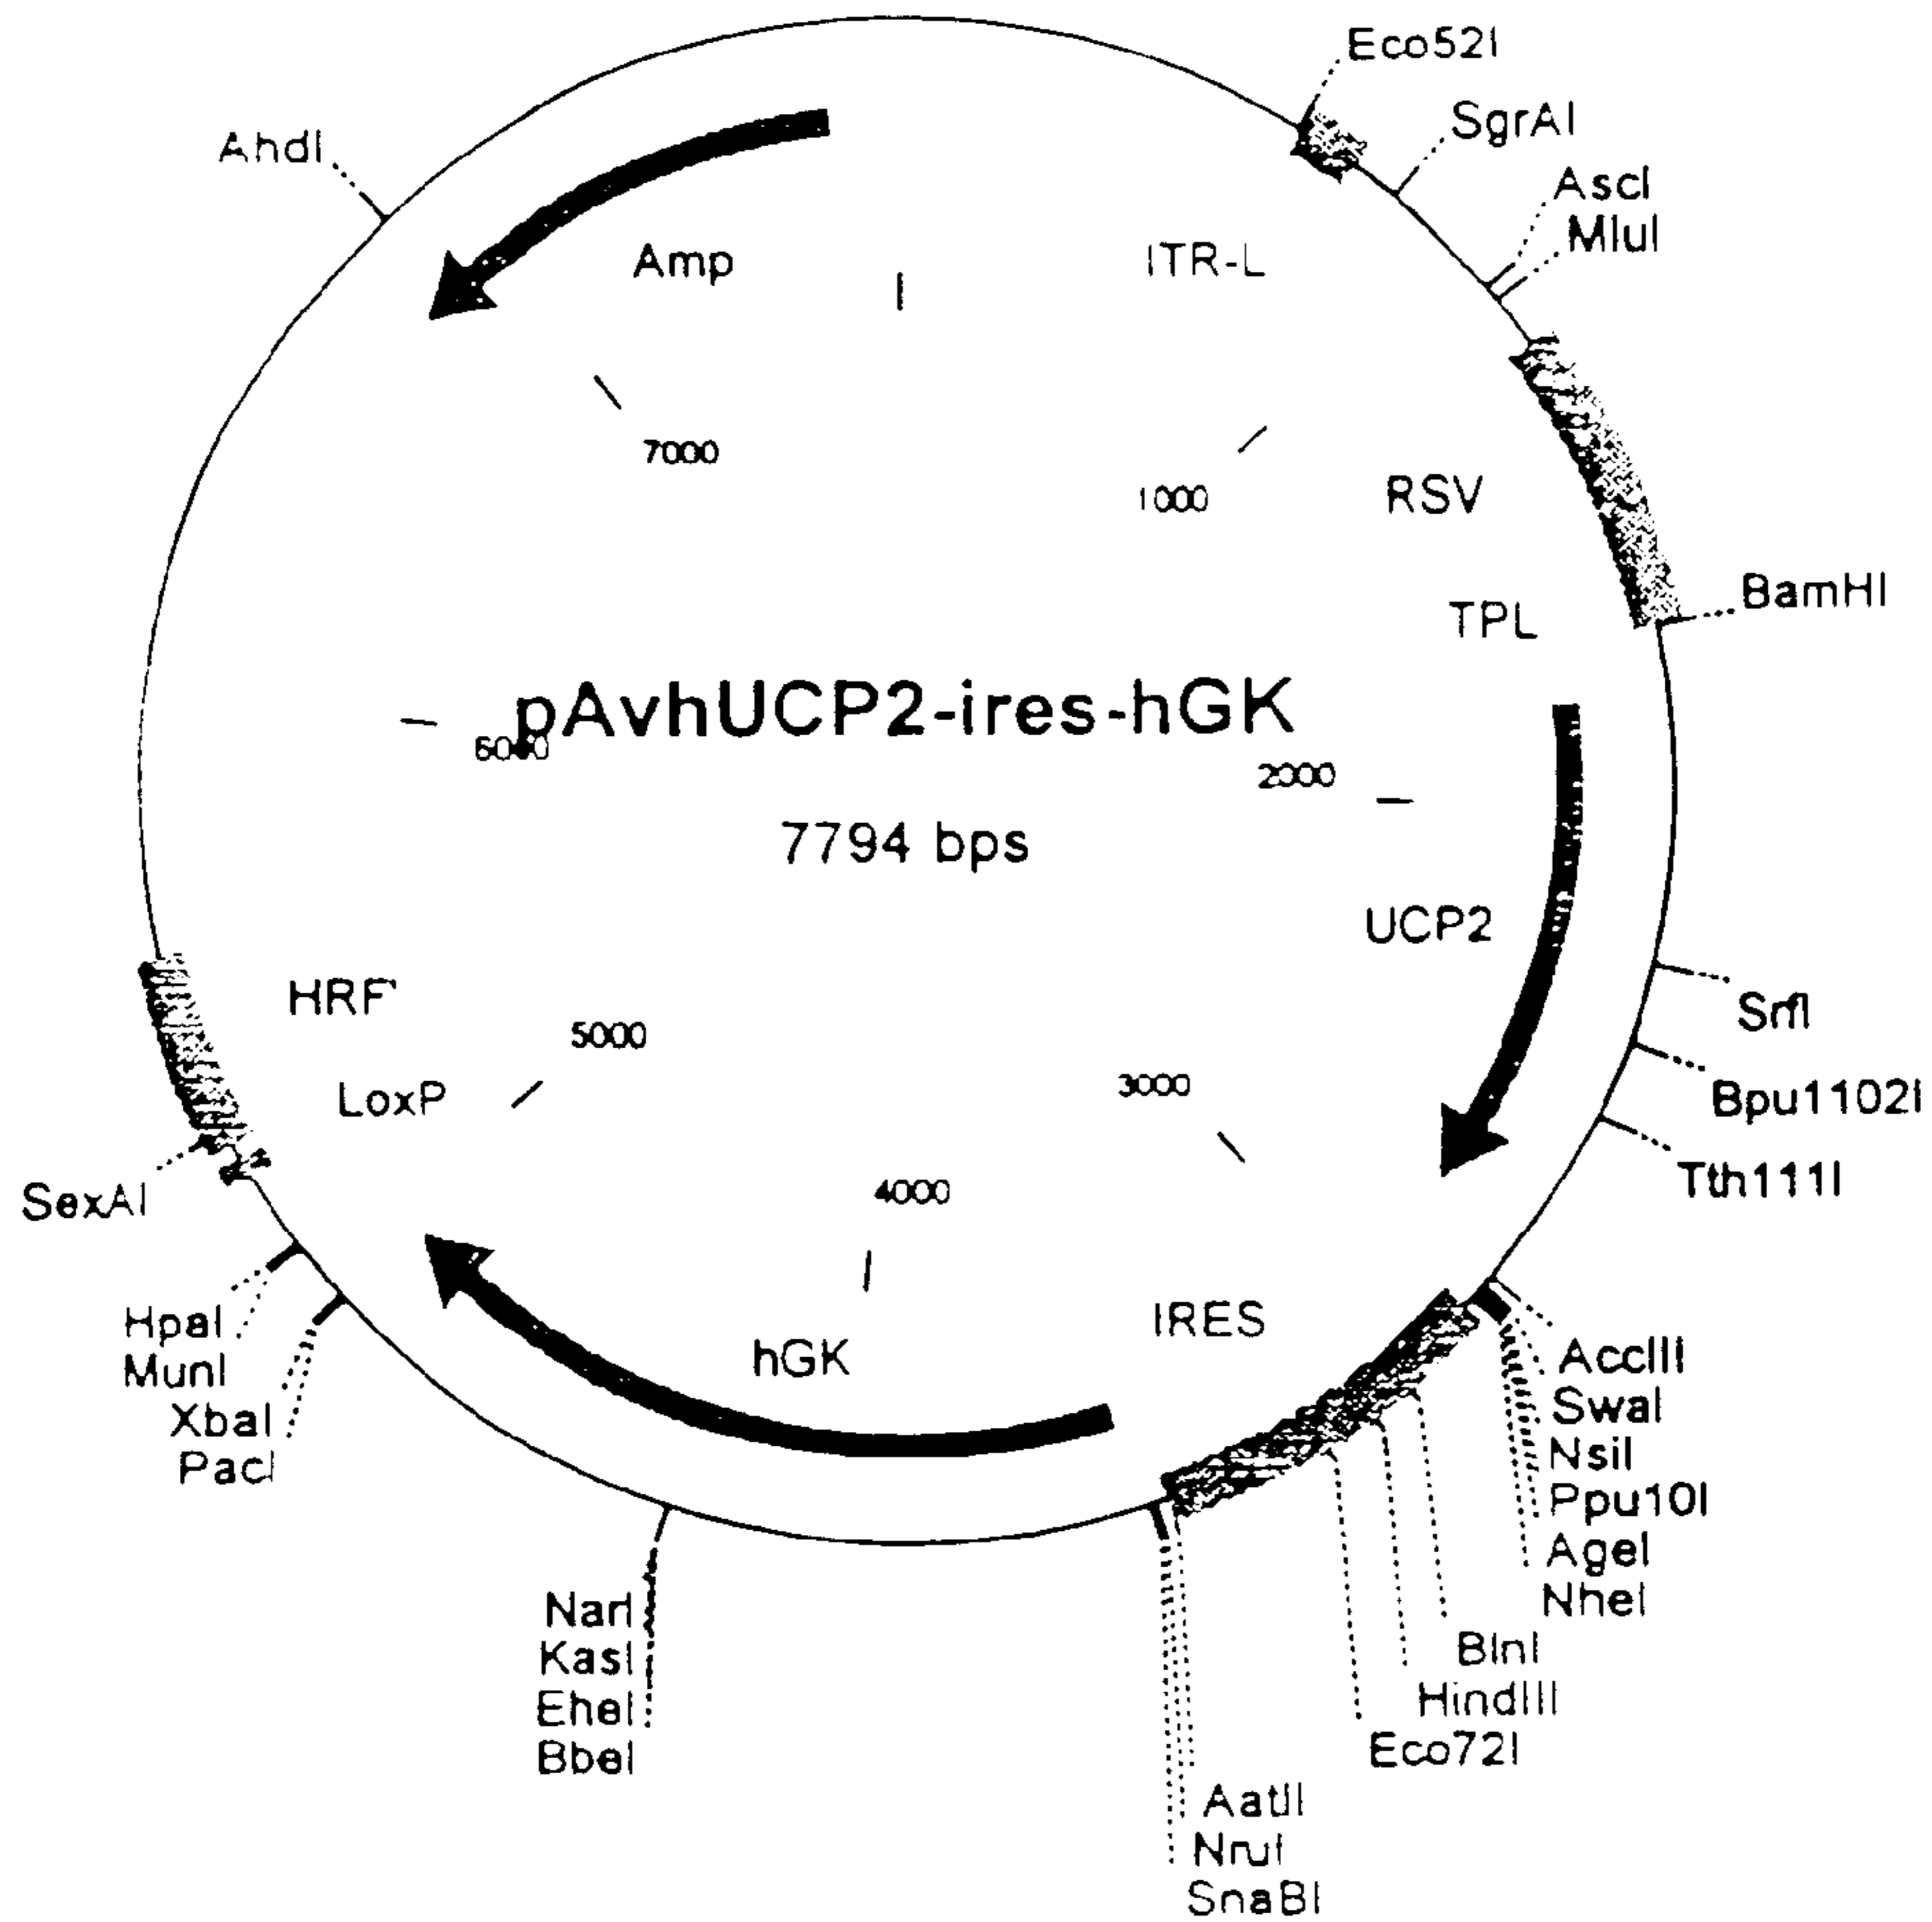 Eco52I
SgrAI
AscI
MluI
AhdI
Amp
ITR-L
7000
1000
RSV
BamHI
TPL
pAvhUCP2-ires-hGK
6000
2000
7794 bps
UCP2
HRF
SrfI
5000
3000
LoxP
Bpu1102I
Tth111I
SexAI
4000
HpaI
MunI
XbaI
PacI
hGK
IRES
AccIII
SwaI
NsiI
Ppu10I
AgeI
NheI
BlnI
HindIII
Eco72I
NarI
KasI
EheI
BbeI
AatII
NruI
SnaBI